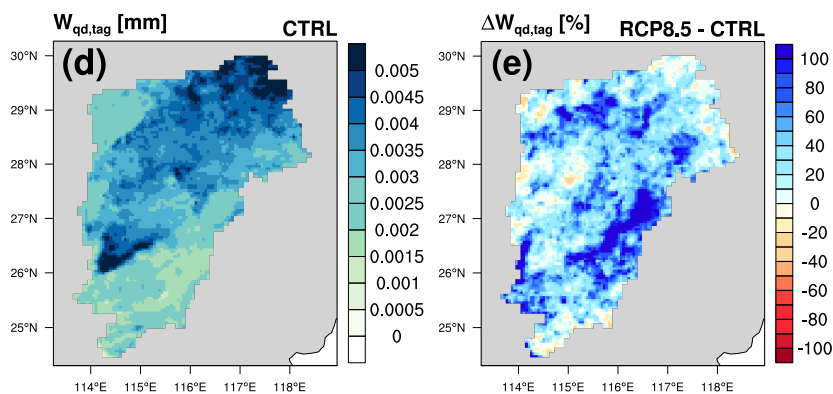 W_qd,tag [mm] CTRL
(d)
30°N
29°N
28°N
27°N
26°N
25°N
114°E 115°E 116°E 117°E 118°E
0.005
0.0045
0.004
0.0035
0.003
0.0025
0.002
0.0015
0.001
0.0005
0
ΔW_qd,tag [%] RCP8.5 - CTRL
(e)
30°N
29°N
28°N
27°N
26°N
25°N
114°E 115°E 116°E 117°E 118°E
100
80
60
40
20
0
-20
-40
-60
-80
-100